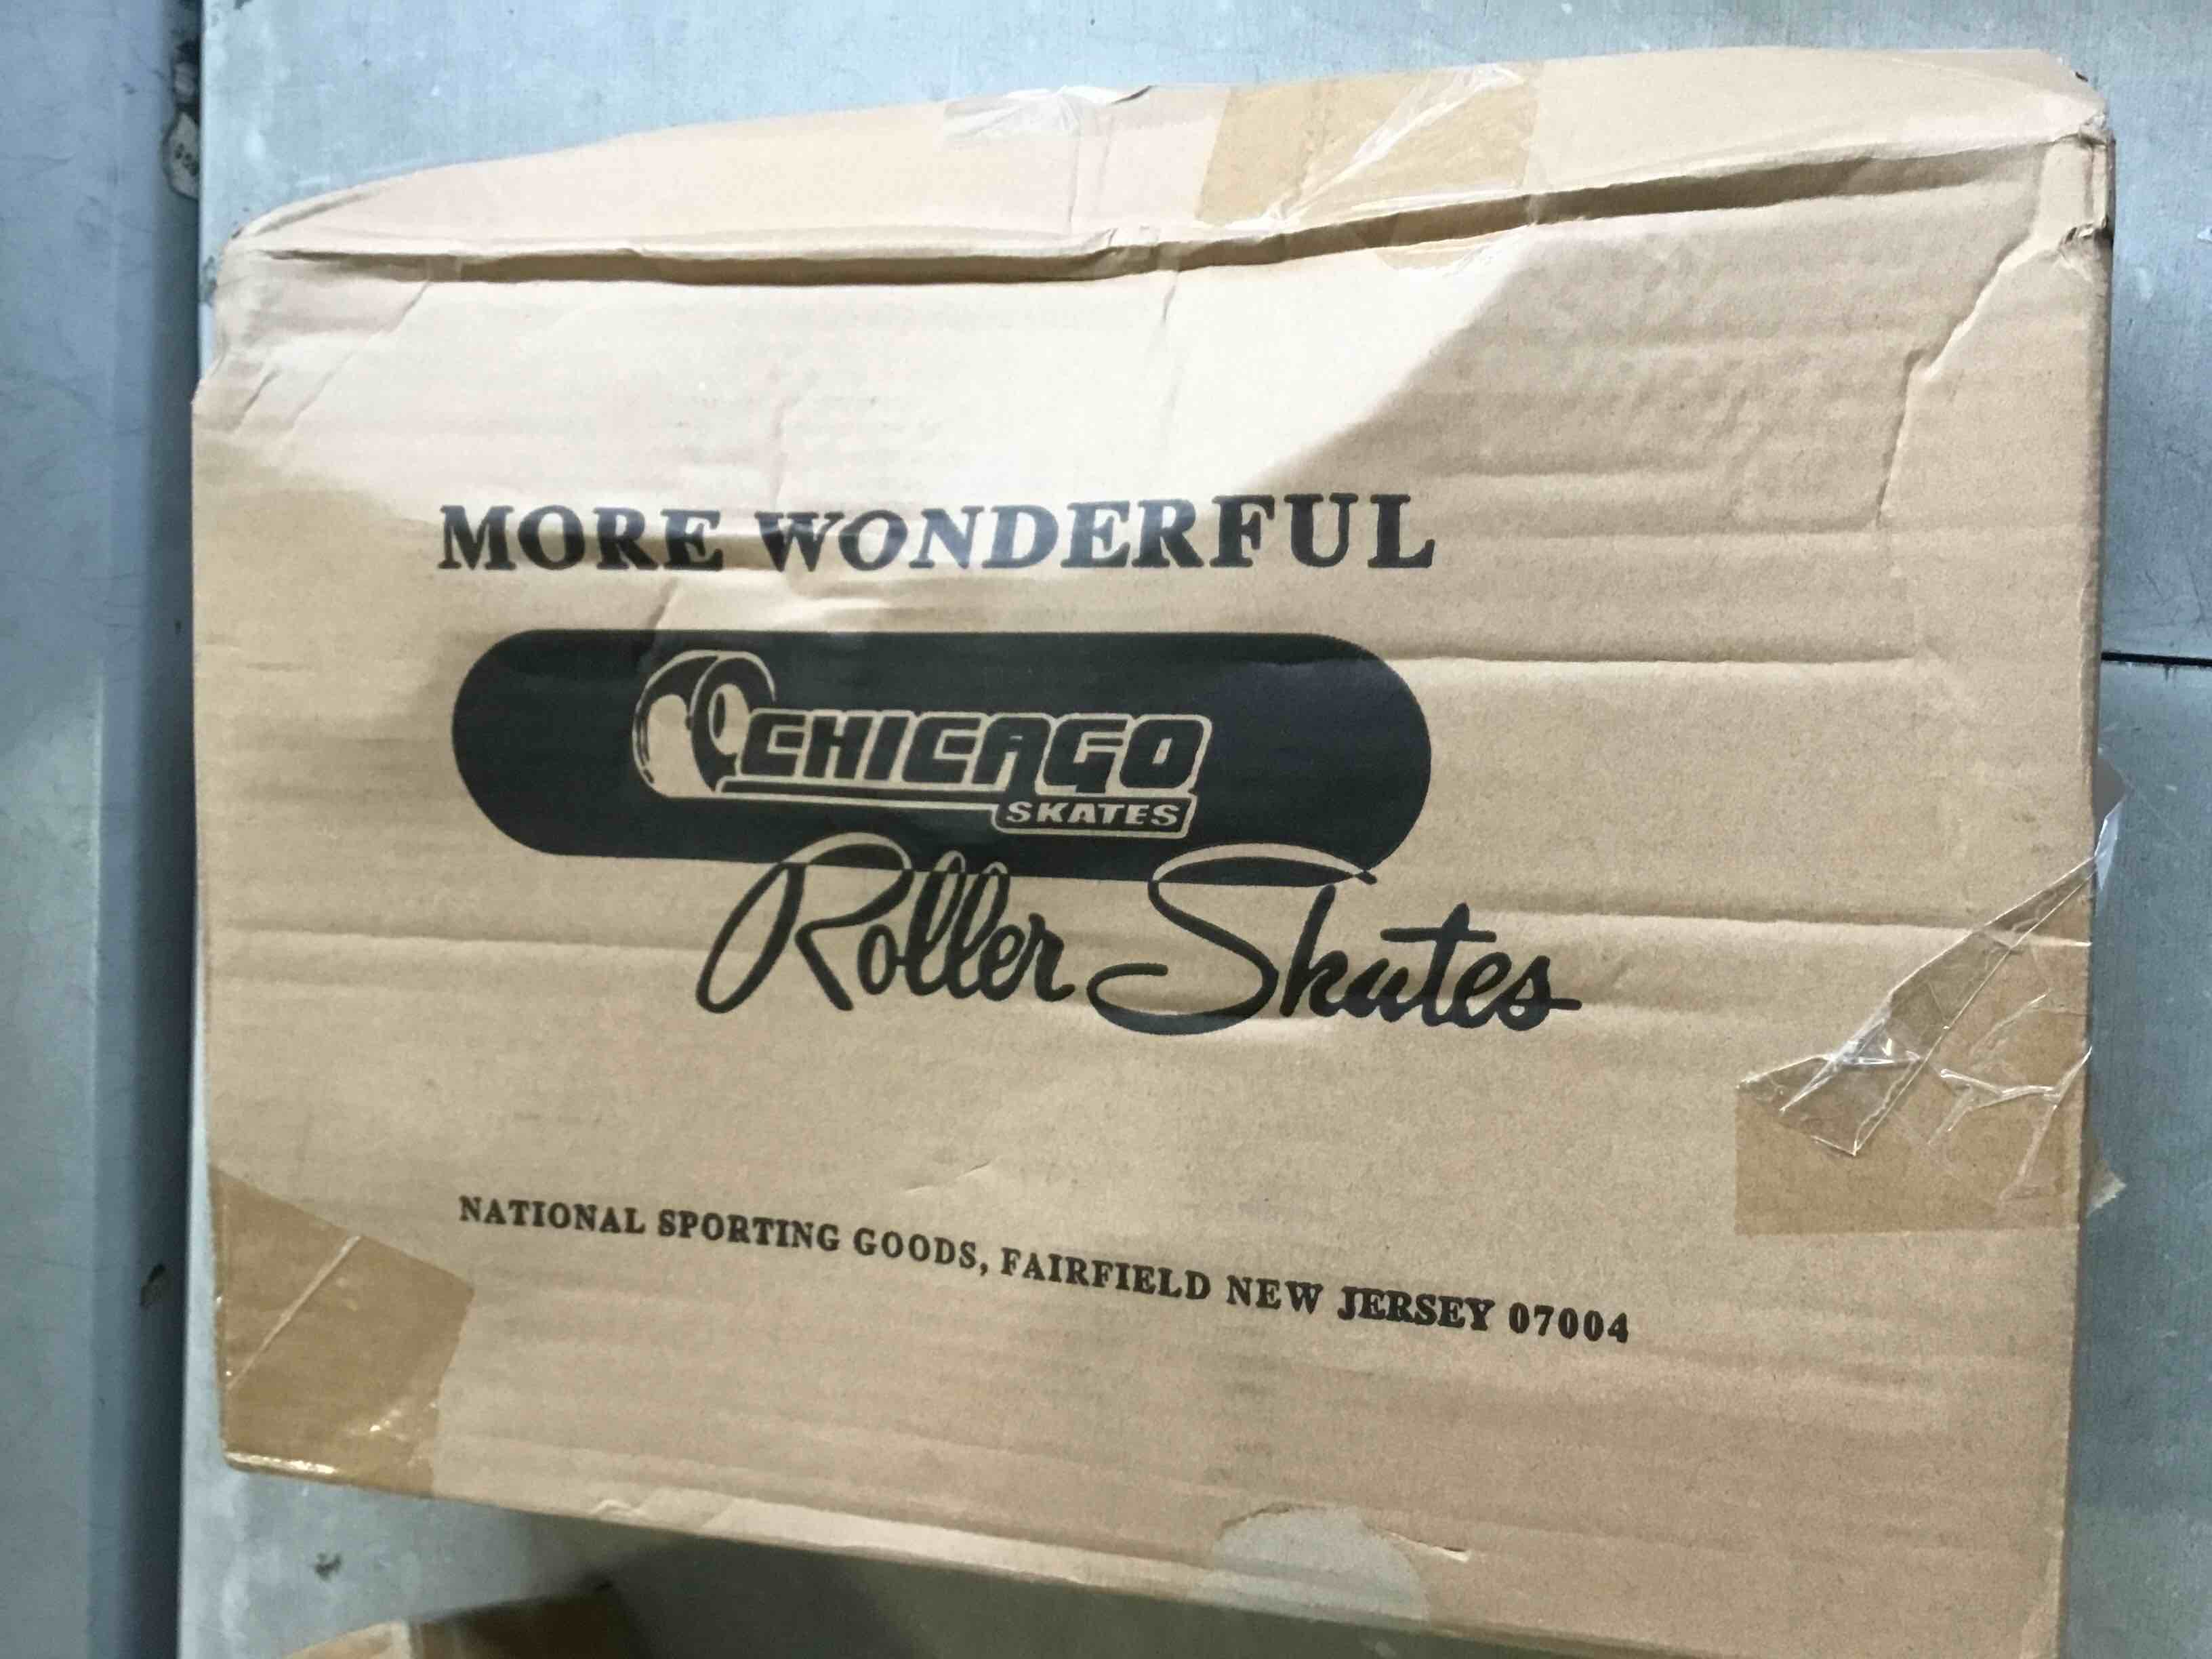 MORE WONDERFUL
CHICAGO
SKATES
Roller Skates
NATIONAL SPORTING GOODS, FAIRFIELD NEW JERSEY 07004